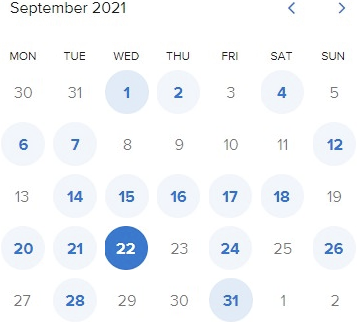 September 2021
MON TUE WED THU FRI SAT SUN
30 31 1 2 3 4 5
6 7 8 9 10 11 12
13 14 15 16 17 18 19
20 21 22 23 24 25 26
27 28 29 30 31 1 2